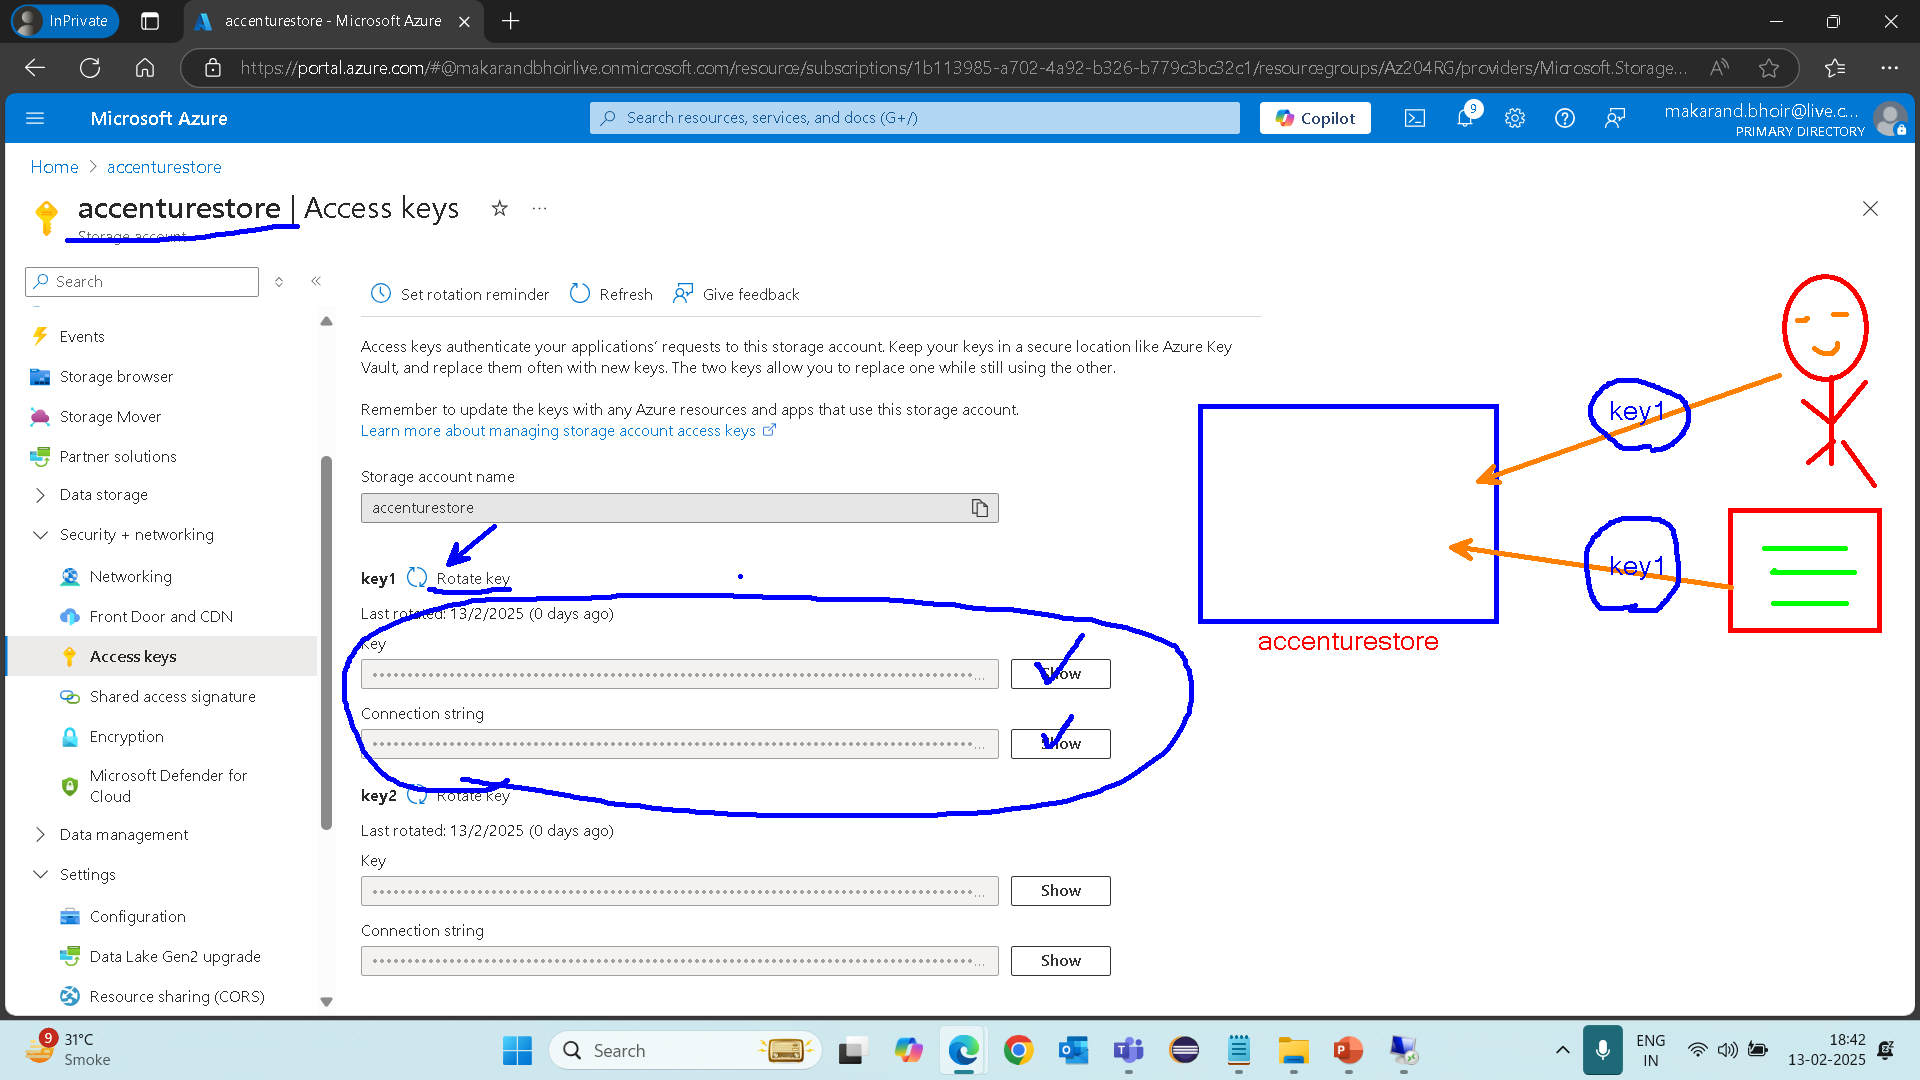 InPrivate
accenturestore - Microsoft Azure
https://portal.azure.com/#@makarandbhoirlive.onmicrosoft.com/resource/subscriptions/1b113985-a702-4a92-b326-b779c3bc32c1/resourcegroups/Az204RG/providers/Microsoft.Storage...
Microsoft Azure
Search resources, services, and docs (G+/)
Copilot
9
makarand.bhoir@live.c...
PRIMARY DIRECTORY
Home > accenturestore
accenturestore | Access keys
Storage account
Search
Set rotation reminder
Refresh
Give feedback
Events
Storage browser
Storage Mover
Partner solutions
Data storage
Security + networking
Networking
Front Door and CDN
Access keys
Shared access signature
Encryption
Microsoft Defender for
Cloud
Data management
Settings
Configuration
Data Lake Gen2 upgrade
Resource sharing (CORS)
Access keys authenticate your applications' requests to this storage account. Keep your keys in a secure location like Azure Key
Vault, and replace them often with new keys. The two keys allow you to replace one while still using the other.
Remember to update the keys with any Azure resources and apps that use this storage account.
Learn more about managing storage account access keys
Storage account name
accenturestore
key1 Rotate key
Last rotated: 13/2/2025 (0 days ago)
Key
Show
Connection string
Show
key2 Rotate key
Last rotated: 13/2/2025 (0 days ago)
Key
Show
Connection string
Show
key1
key1
accenturestore
9
31°C
Smoke
Search
ENG
IN
18:42
13-02-2025